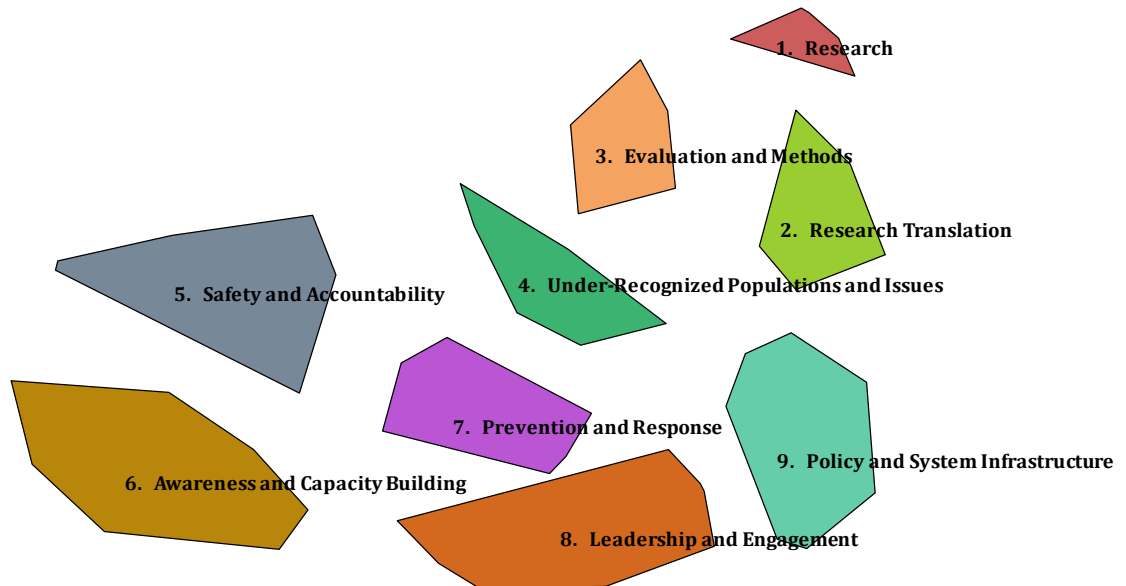 1. Research
3. Evaluation and Methods
2. Research Translation
4. Under-Recognized Populations and Issues
5. Safety and Accountability
7. Prevention and Response
9. Policy and System Infrastructure
6. Awareness and Capacity Building
8. Leadership and Engagement